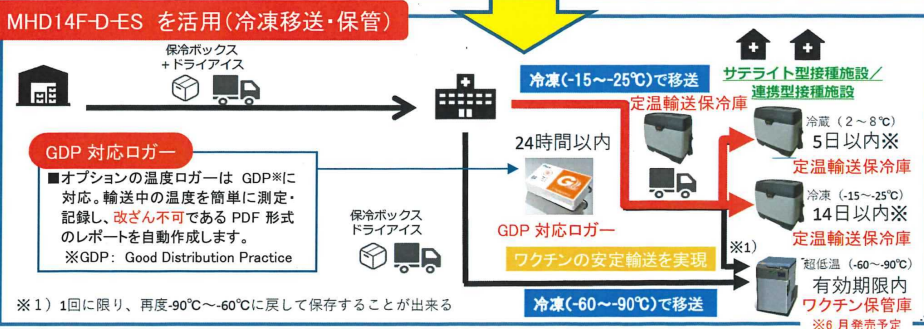 MHD14F-D-ES を活用(冷凍移送・保管)
保冷ボックス
+ドライアイス
冷凍(-15~-25℃)で移送
定温輸送保冷庫
サテライト型接種施設/
連携型接種施設
冷蔵(2~8℃)
5日以内※
定温輸送保冷庫
24時間以内
GDP 対応ロガー
冷凍(-15~-25℃)
14日以内※
定温輸送保冷庫
GDP 対応ロガー
■オプションの温度ロガーは GDP※に
対応。輸送中の温度を簡単に測定・
記録し、改ざん不可である PDF 形式
のレポートを自動作成します。
※GDP: Good Distribution Practice
保冷ボックス
ドライアイス
ワクチンの安定輸送を実現
※1)
超低温(-60~-90℃)
有効期限内
ワクチン保管庫
※6月発売予定
冷凍(-60~-90℃)で移送
※1)1回に限り、再度-90℃~-60℃に戻して保存することが出来る